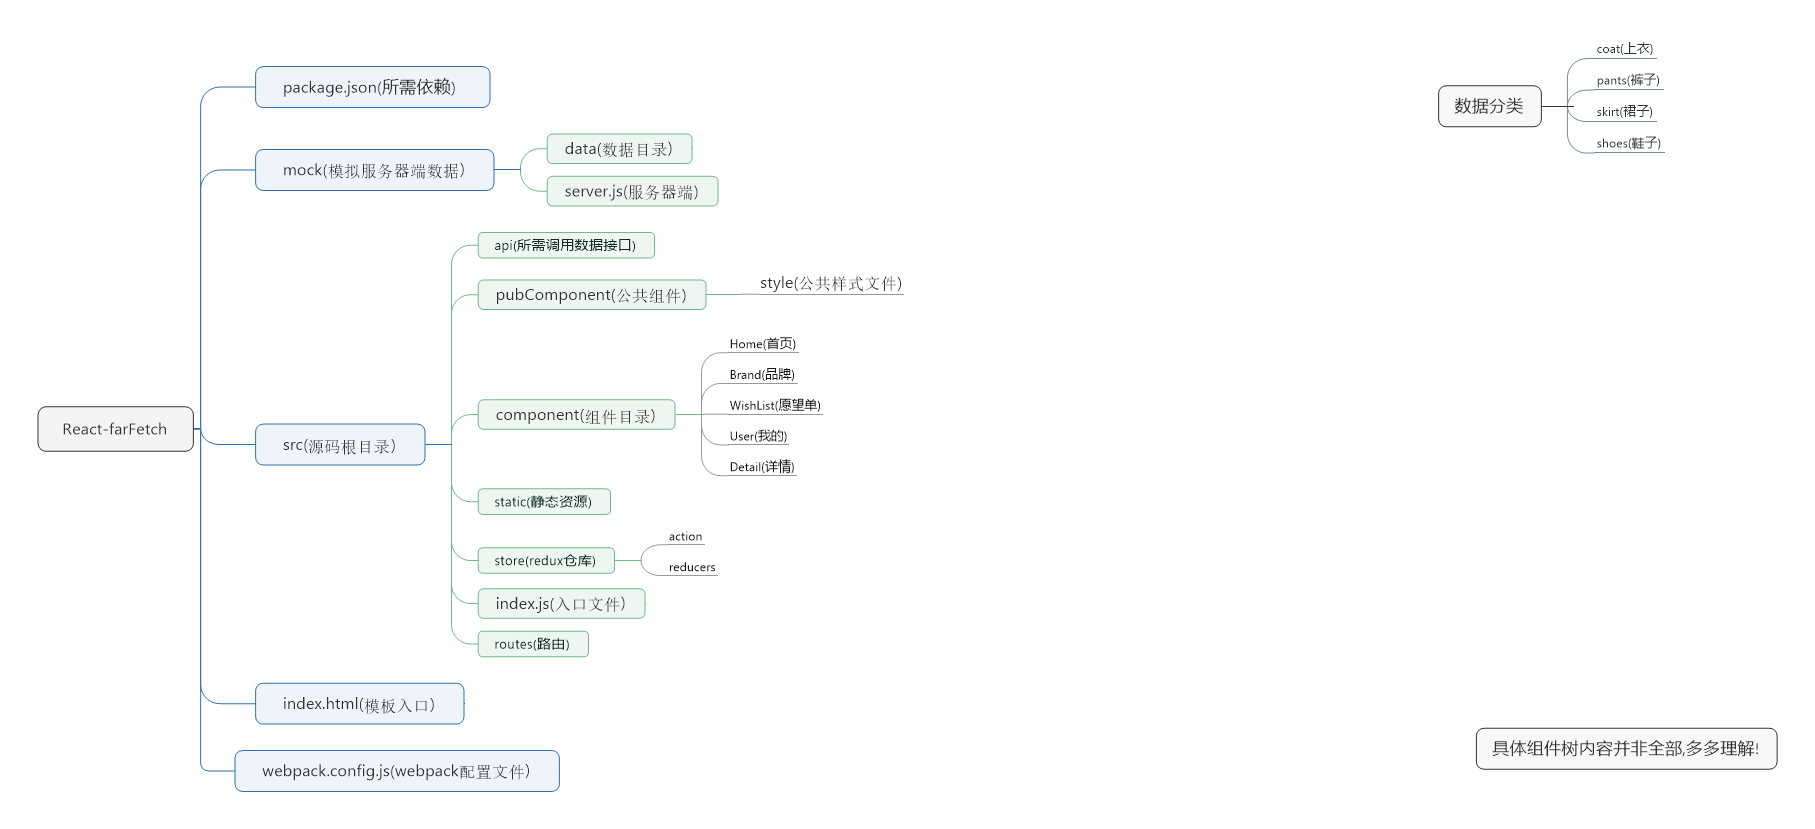 React-farFetch
package.json(所需依赖)
mock(模拟服务器端数据)
data(数据目录)
server.js(服务器端)
src(源码根目录)
api(所需调用数据接口)
pubComponent(公共组件)
style(公共样式文件)
component(组件目录)
Home(首页)
Brand(品牌)
WishList(愿望单)
User(我的)
Detail(详情)
static(静态资源)
store(redux仓库)
action
reducers
index.js(入口文件)
routes(路由)
index.html(模板入口)
webpack.config.js(webpack配置文件)
数据分类
coat(上衣)
pants(裤子)
skirt(裙子)
shoes(鞋子)
具体组件树内容并非全部,多多理解!